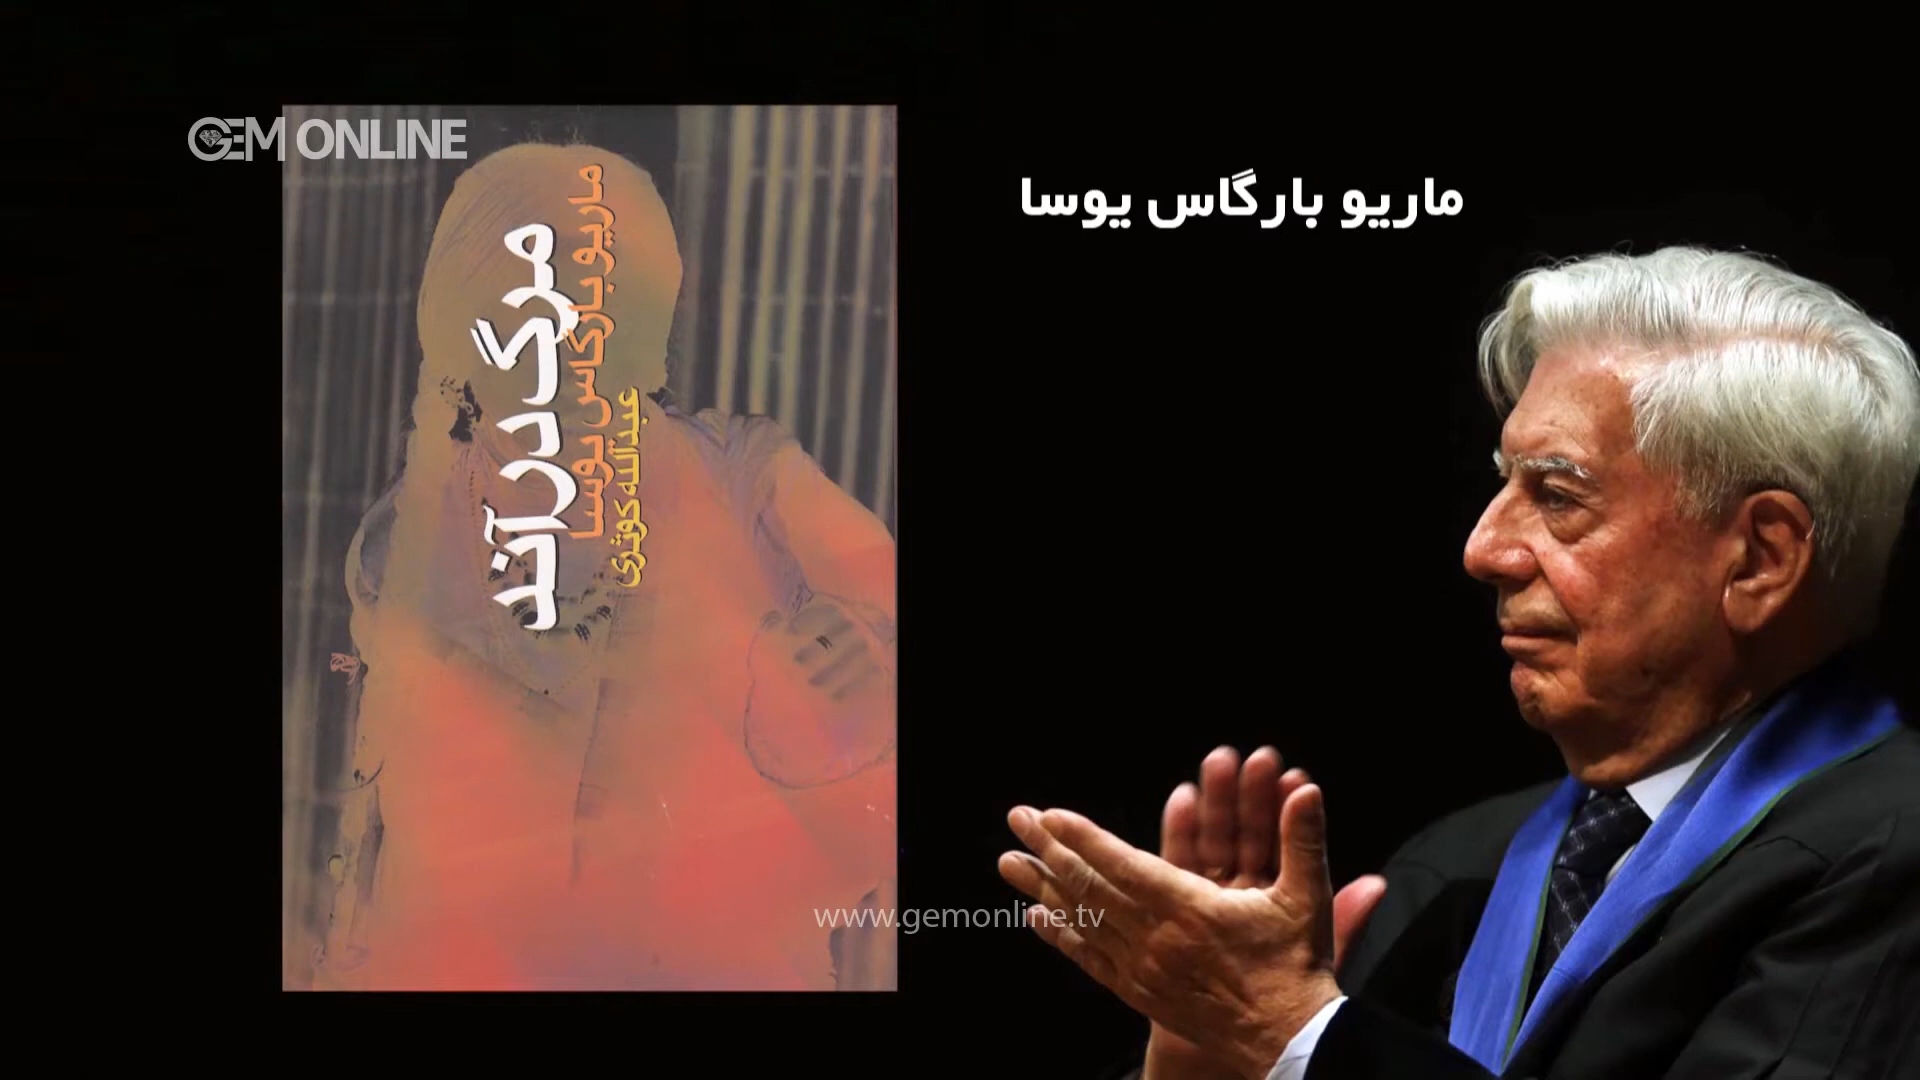 GEM ONLINE
ماریو بارگاس یوسا
مرگ در آند
ماریو بارگاس یوسا
عبدالله کوثری
www.gemonline.tv